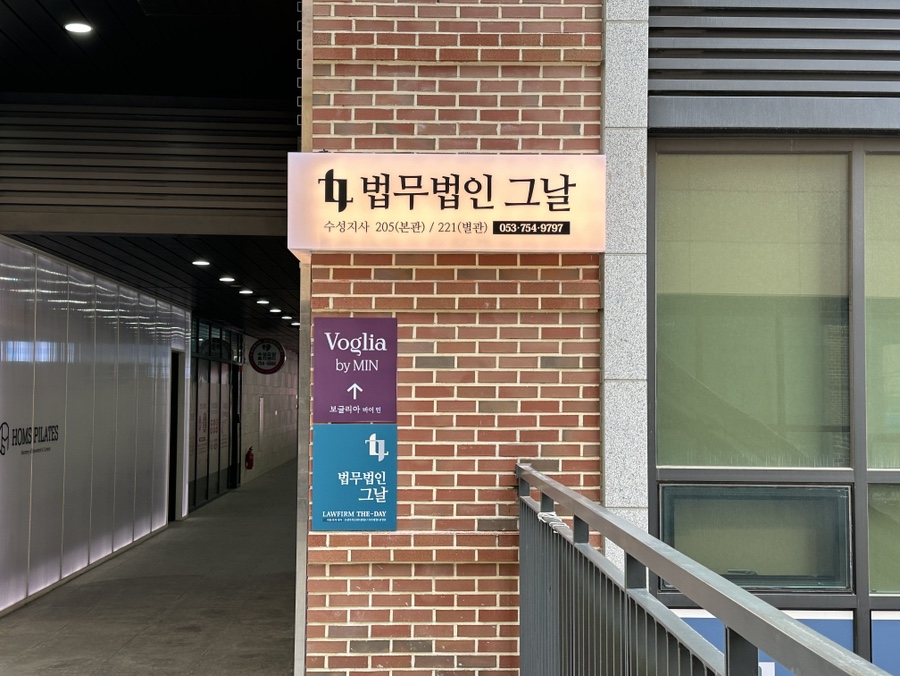 법무법인 그날
수성지사 205(본관) / 221(별관) 053·754·9797
Voglia
by MIN
보글리아 바이 민
법무법인
그날
LAWFIRM THE·DAY
HOMS PILATES